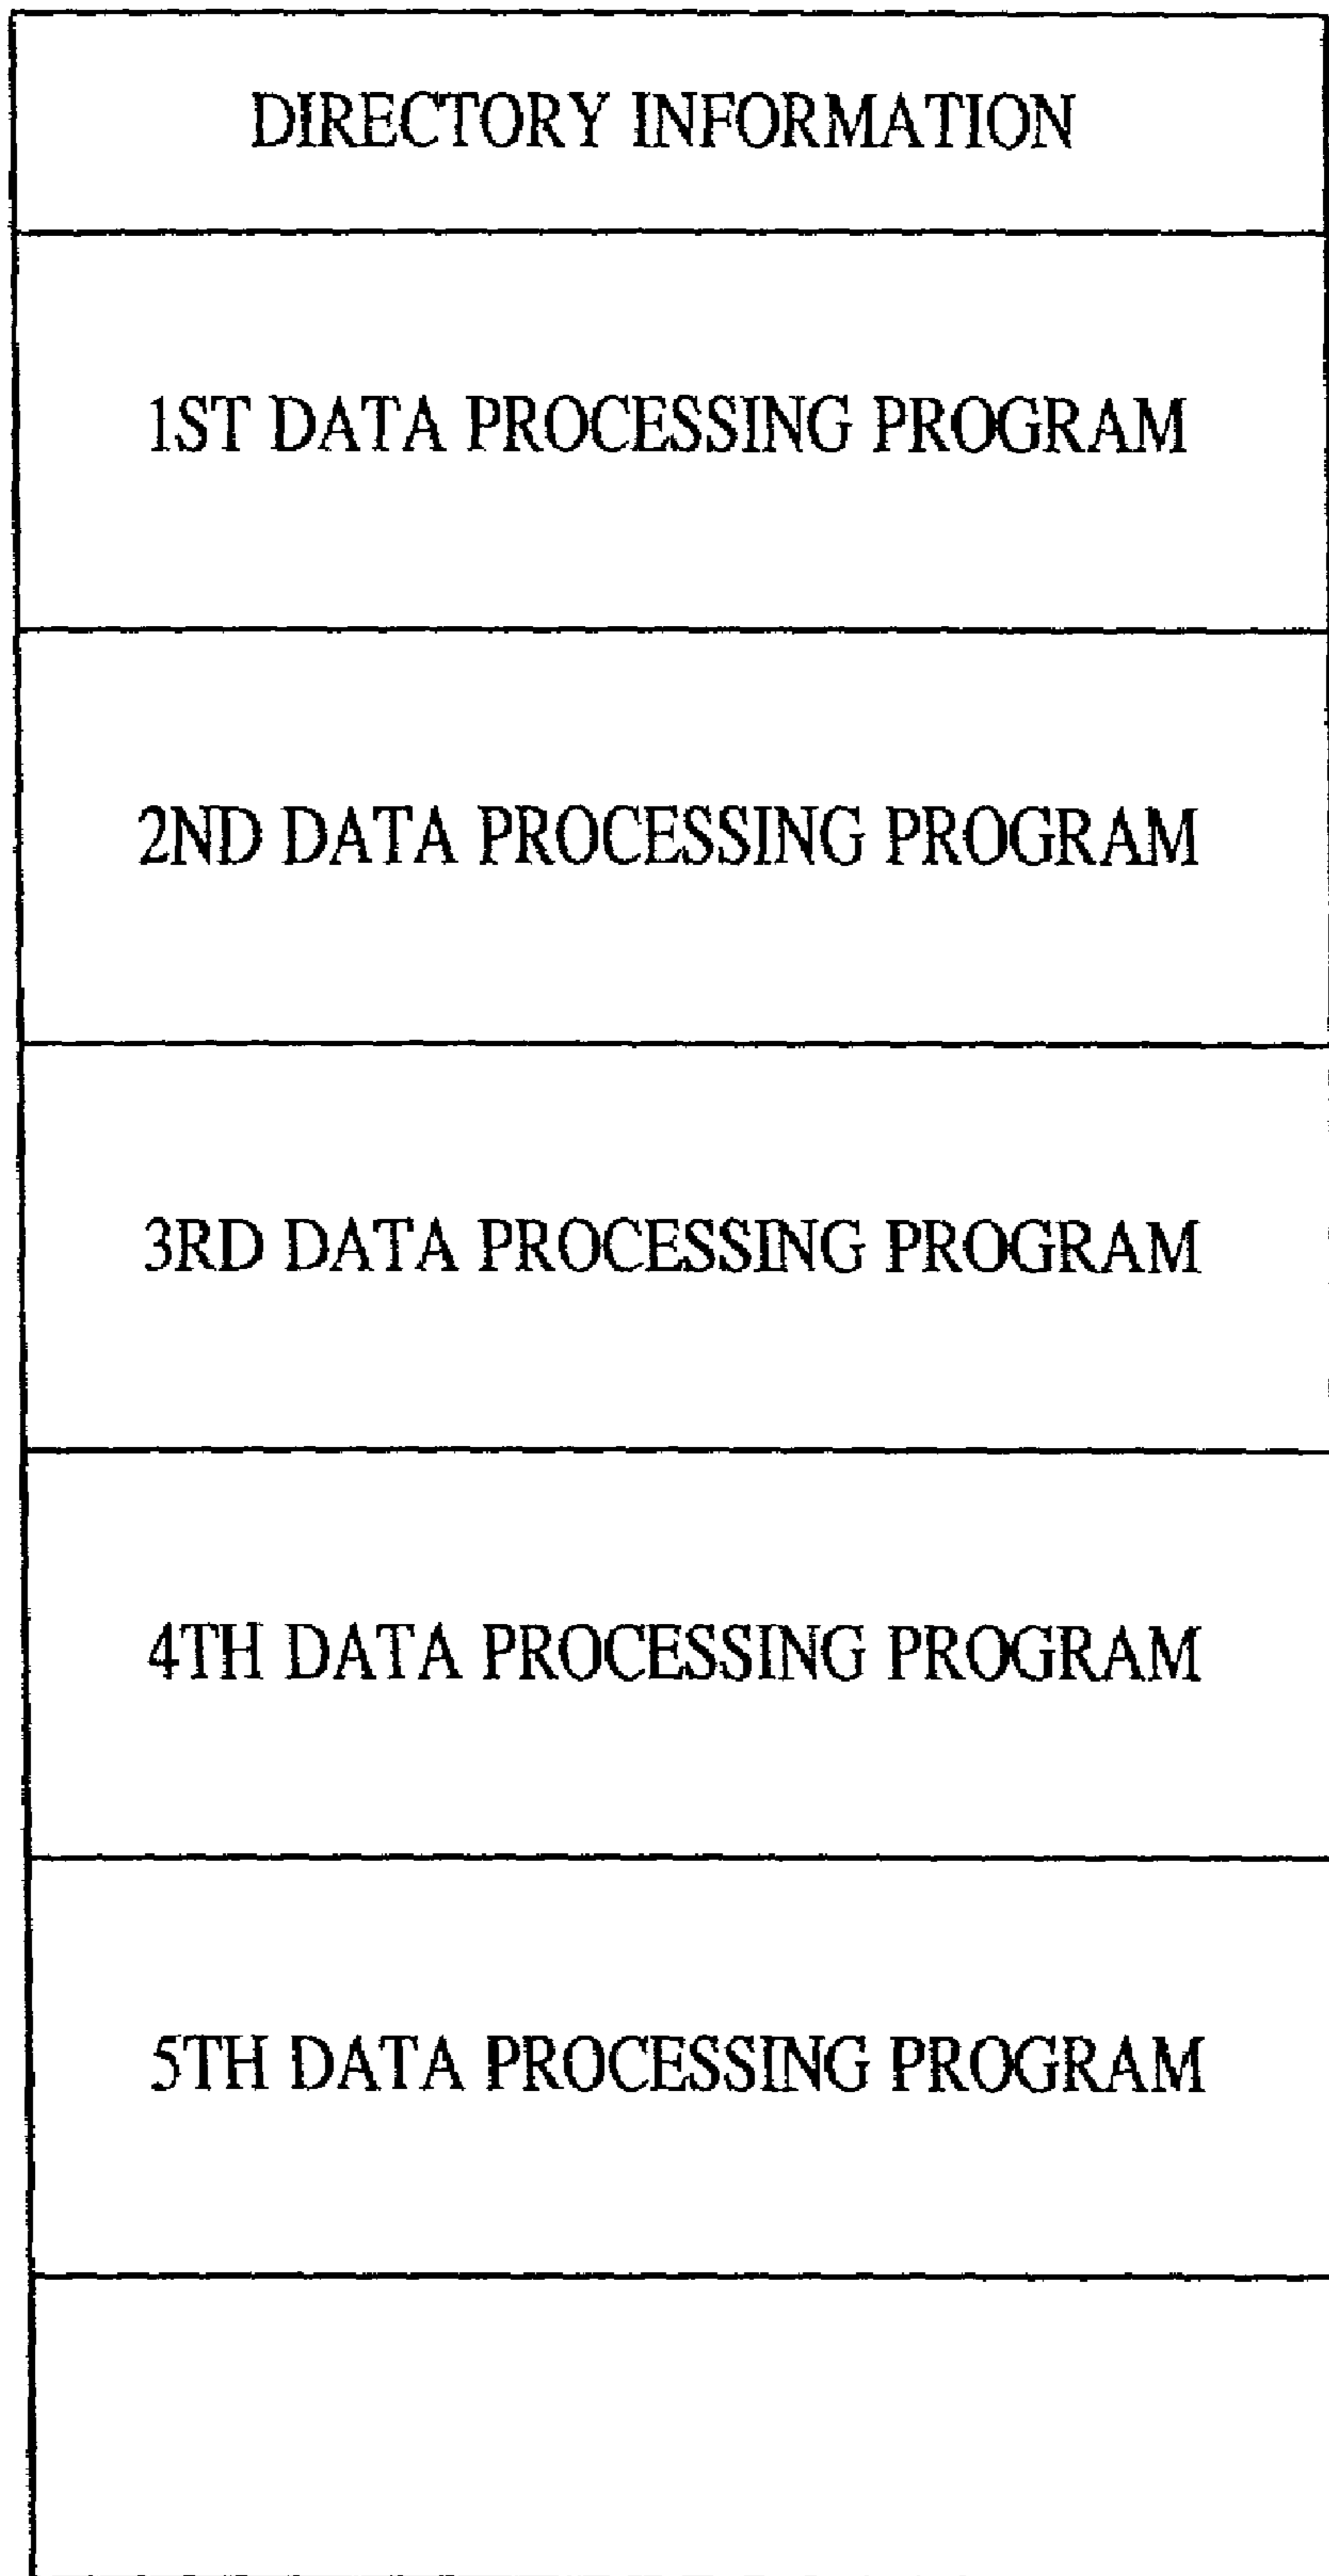 DIRECTORY INFORMATION
1ST DATA PROCESSING PROGRAM
2ND DATA PROCESSING PROGRAM
3RD DATA PROCESSING PROGRAM
4TH DATA PROCESSING PROGRAM
5TH DATA PROCESSING PROGRAM